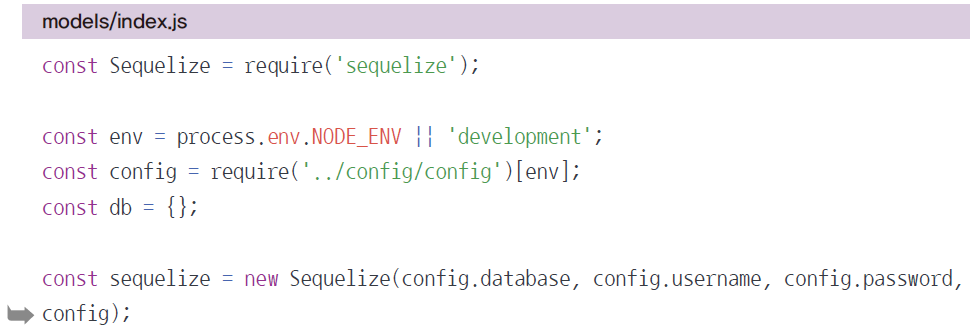 models/index.js
const Sequelize = require('sequelize');
const env = process.env.NODE_ENV || 'development';
const config = require('../config/config')[env];
const db = {};
const sequelize = new Sequelize(config.database, config.username, config.password,
config);